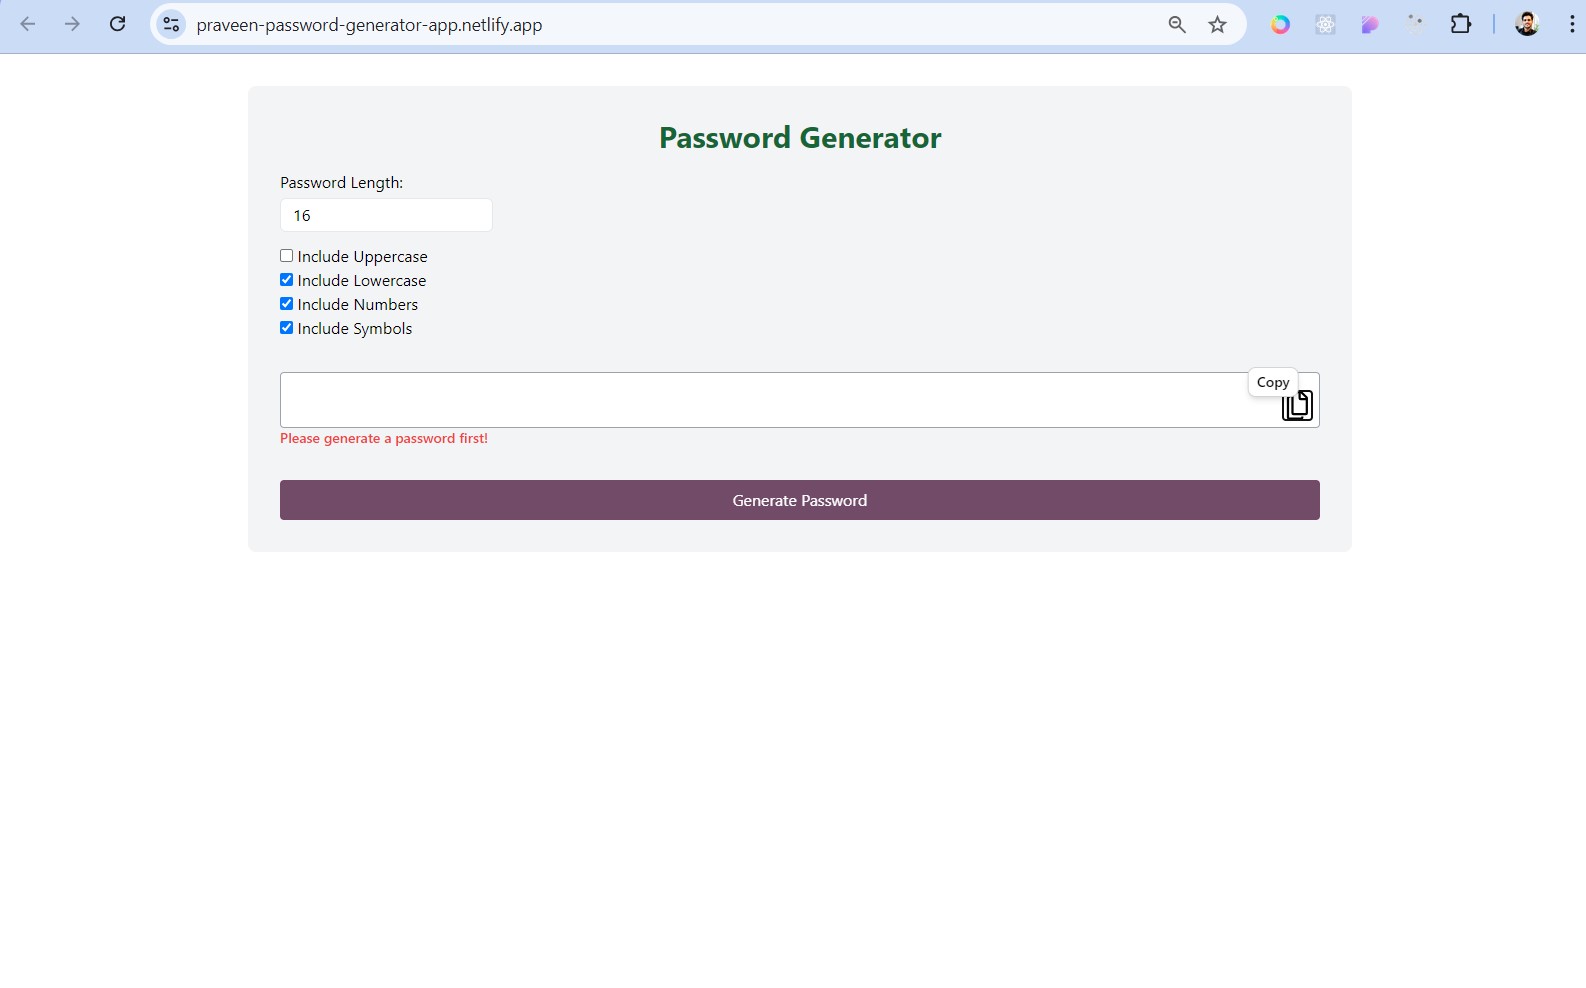 praveen-password-generator-app.netlify.app
Password Generator
Password Length:
16
Include Uppercase
Include Lowercase
Include Numbers
Include Symbols
Copy
Please generate a password first!
Generate Password